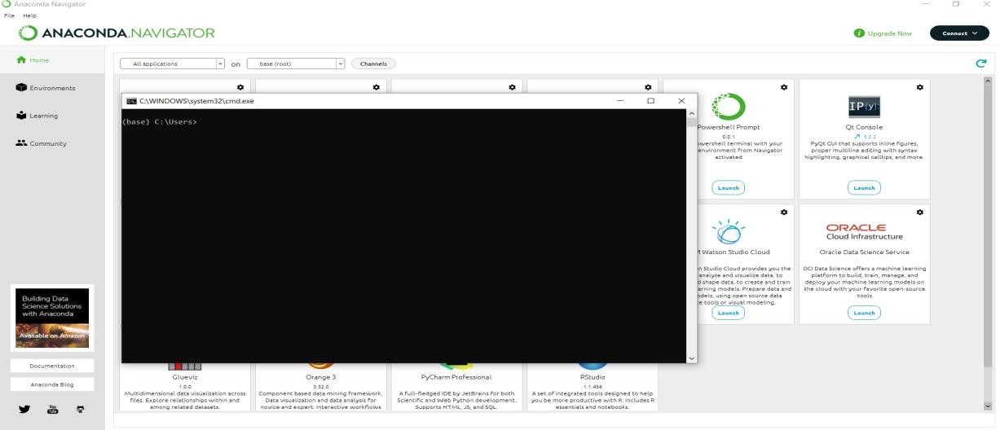 Anaconda Navigator
File Help
ANACONDA.NAVIGATOR
Upgrade Now
Connect
Home
Environments
Learning
Community
All applications
on
base (root)
Channels
C:\WINDOWS\system32\cmd.exe
(base) C:\Users>
Powershell Prompt
0.0.1
owershell terminal with your
environment from Navigator
activated
Launch
IP[y]:
Qt Console
5.2.2
PyQt GUI that supports inline figures,
proper multiline editing with syntax
highlighting, graphical calltips, and more.
Launch
M Watson Studio Cloud
n Studio Cloud provides you the
analyze and visualize data, to
d shape data, to create and train
arning models. Prepare data and
odels, using open source data
ce tools or visual modeling.
Launch
ORACLE
Cloud Infrastructure
Oracle Data Science Service
OCI Data Science offers a machine learning
platform to build, train, manage, and
deploy your machine learning models on
the cloud with your favorite open-source
tools
Launch
Building Data
Science Solutions
with Anaconda
Available on Amazon
Documentation
Anaconda Blog
You
Tube
Glueviz
1.0.0
Multidimensional data visualization across
files. Explore relationships within and
among related datasets.
Orange 3
3.32.0
Component based data mining framework.
Data visualization and data analysis for
novice and expert. Interactive workflows
PyCharm Professional
A full-fledged IDE by JetBrains for both
Scientific and Web Python development.
Supports HTML, JS, and SQL.
RStudio
1.1.456
A set of integrated tools designed to help
you be more productive with R. Includes R
essentials and notebooks.